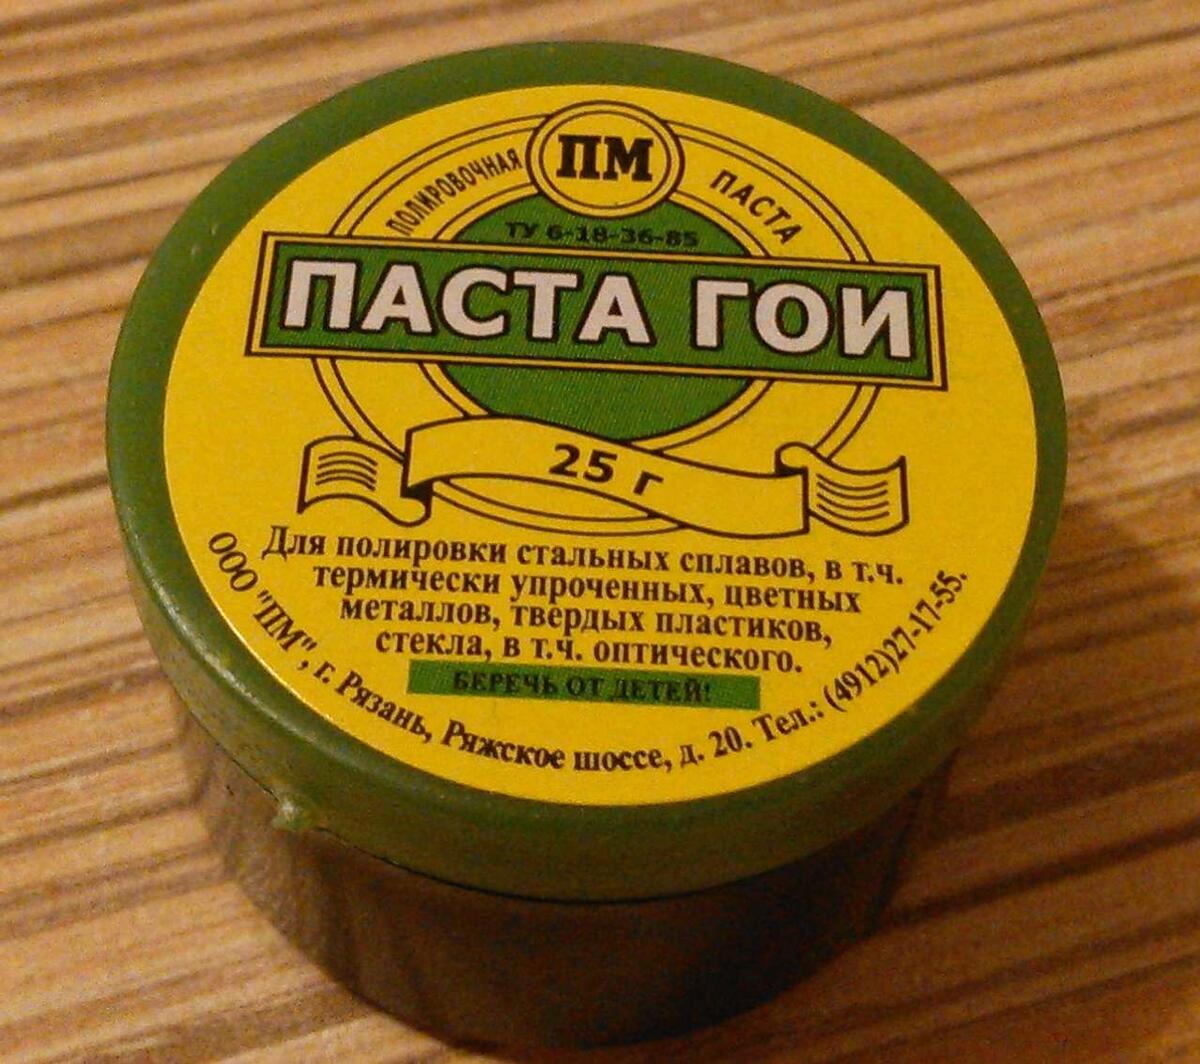 ПМ
ПОЛИРОВОЧНАЯ ПАСТА
ТУ 6-18-36-85
ПАСТА ГОИ
25 г
Для полировки стальных сплавов, в т.ч.
термически упроченных, цветных
металлов, твердых пластиков,
стекла, в т.ч. оптического.
БЕРЕЧЬ ОТ ДЕТЕЙ!
ООО "ПМ", г. Рязань, Ряжское шоссе, д. 20. Тел.: (4912)27-17-55.